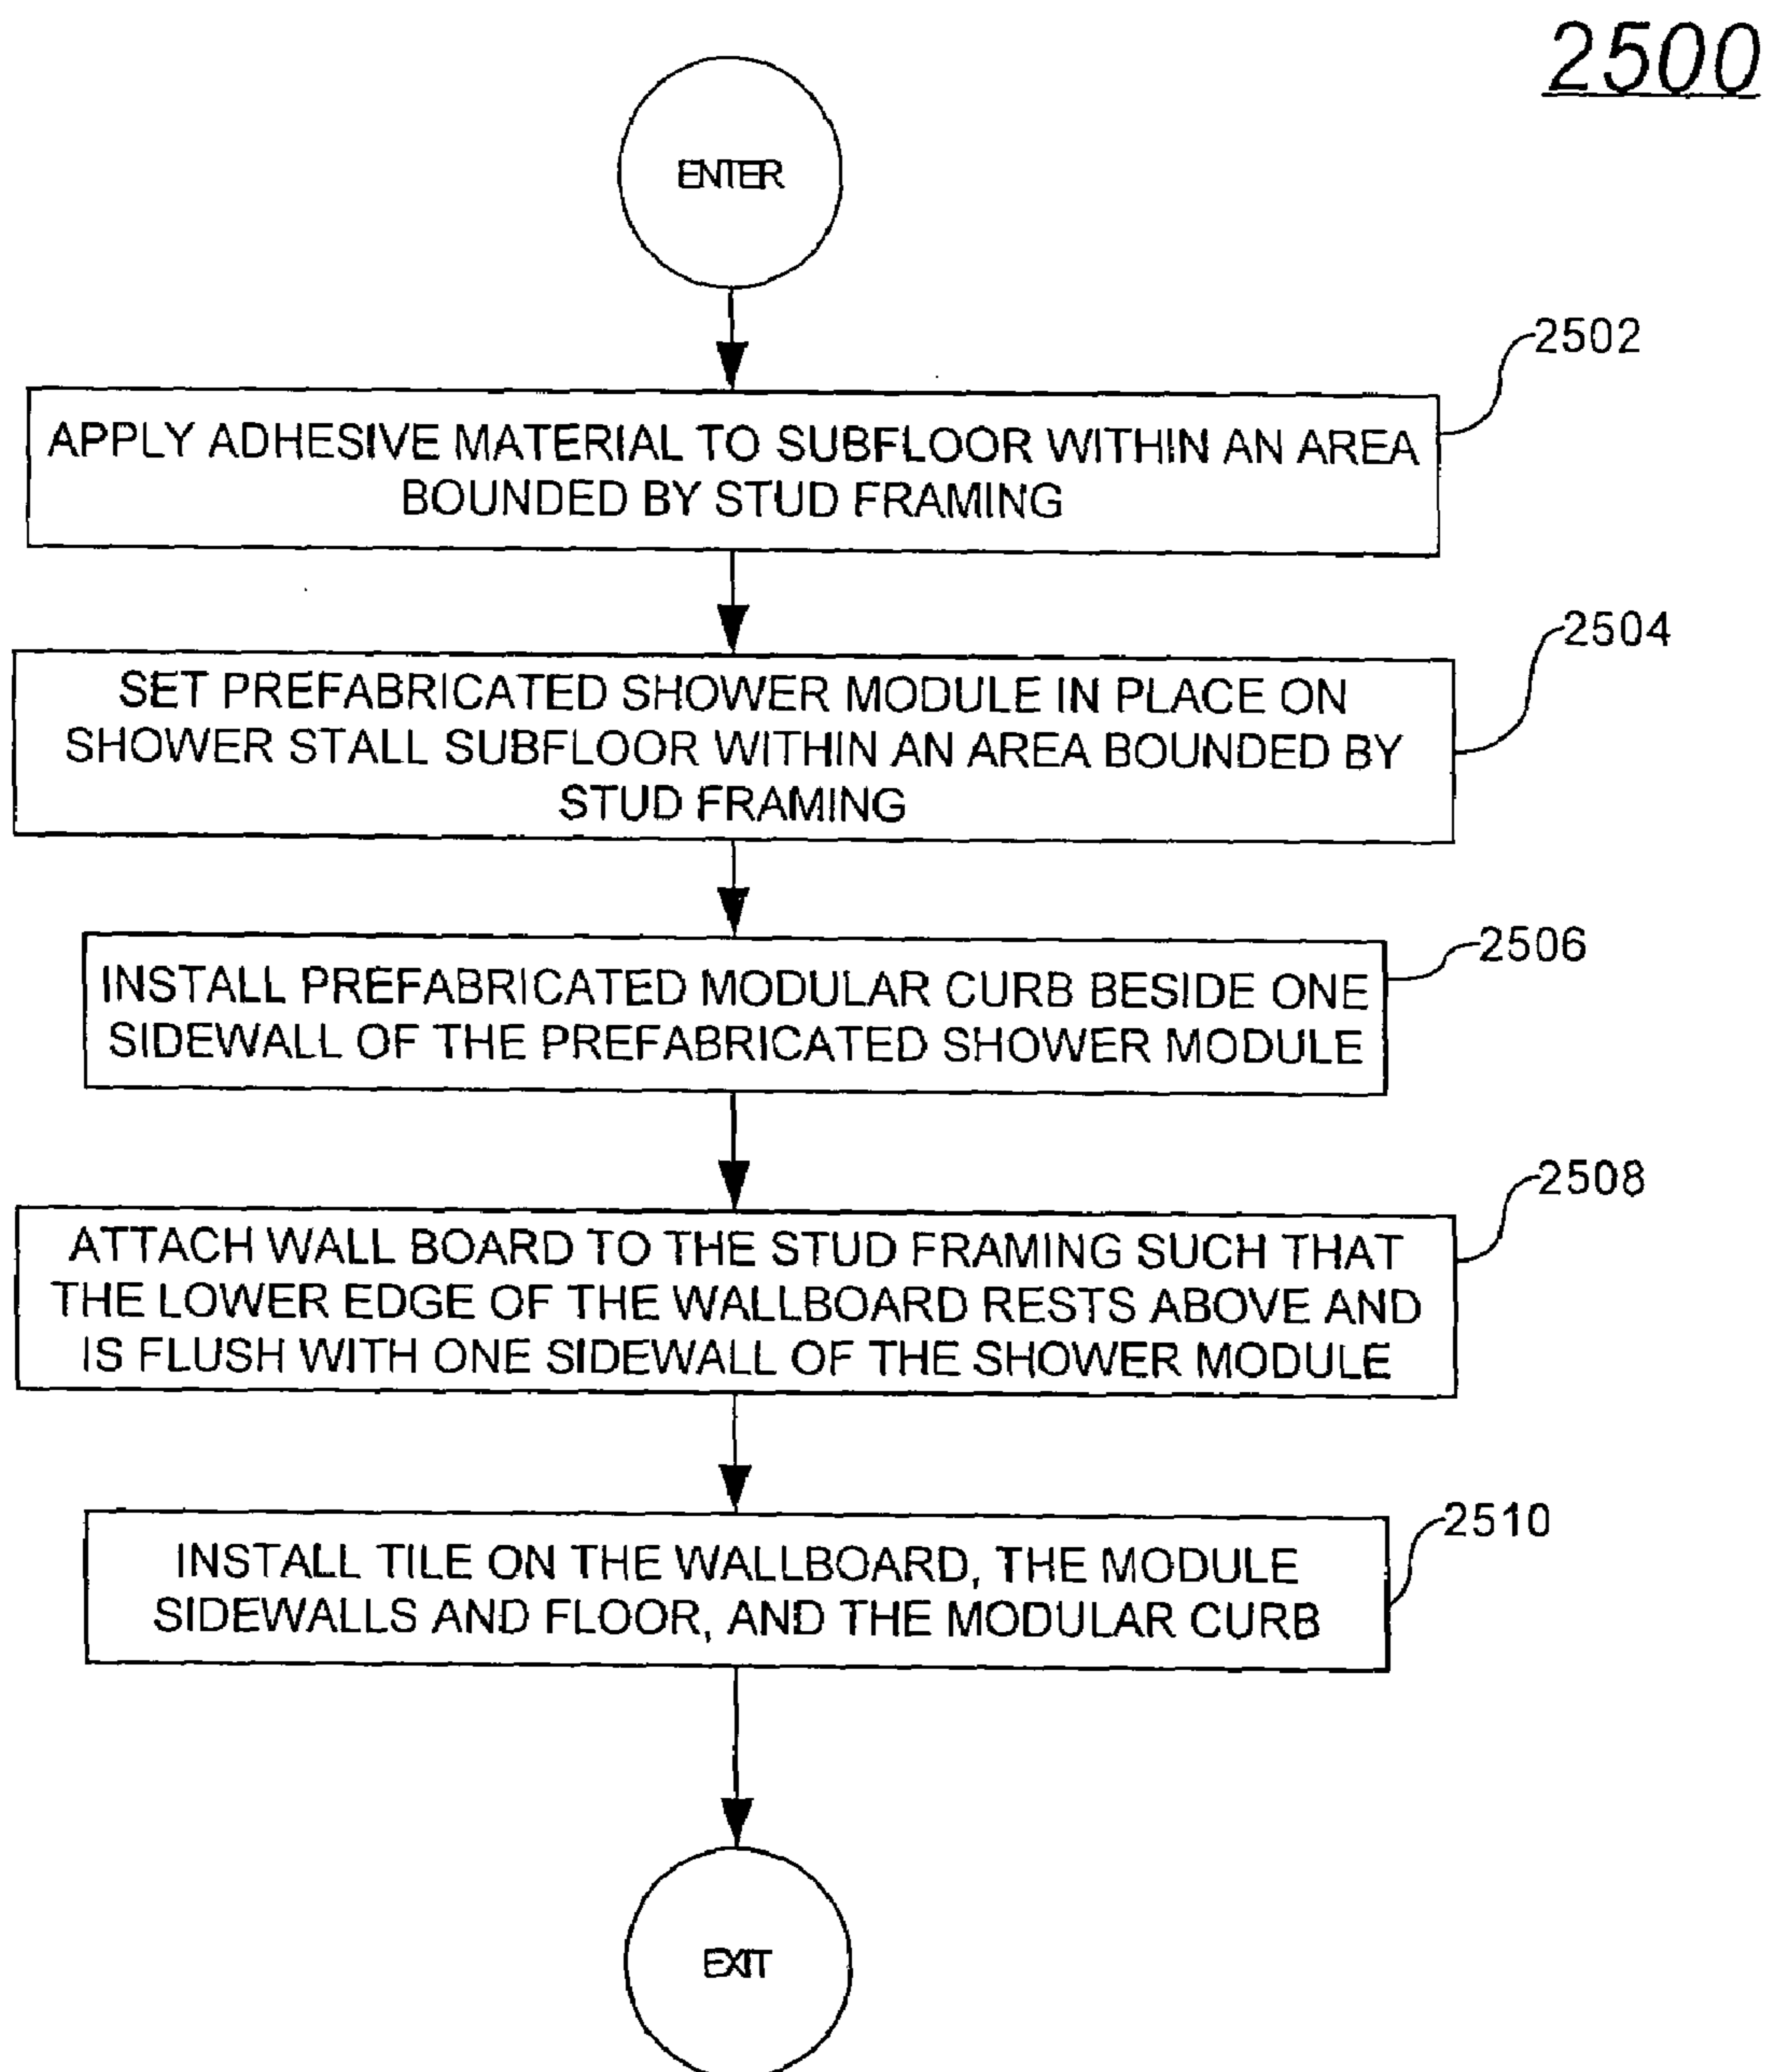 2500
ENTER
2502
APPLY ADHESIVE MATERIAL TO SUBFLOOR WITHIN AN AREA
BOUNDED BY STUD FRAMING
2504
SET PREFABRICATED SHOWER MODULE IN PLACE ON
SHOWER STALL SUBFLOOR WITHIN AN AREA BOUNDED BY
STUD FRAMING
2506
INSTALL PREFABRICATED MODULAR CURB BESIDE ONE
SIDEWALL OF THE PREFABRICATED SHOWER MODULE
2508
ATTACH WALL BOARD TO THE STUD FRAMING SUCH THAT
THE LOWER EDGE OF THE WALLBOARD RESTS ABOVE AND
IS FLUSH WITH ONE SIDEWALL OF THE SHOWER MODULE
2510
INSTALL TILE ON THE WALLBOARD, THE MODULE
SIDEWALLS AND FLOOR, AND THE MODULAR CURB
EXIT